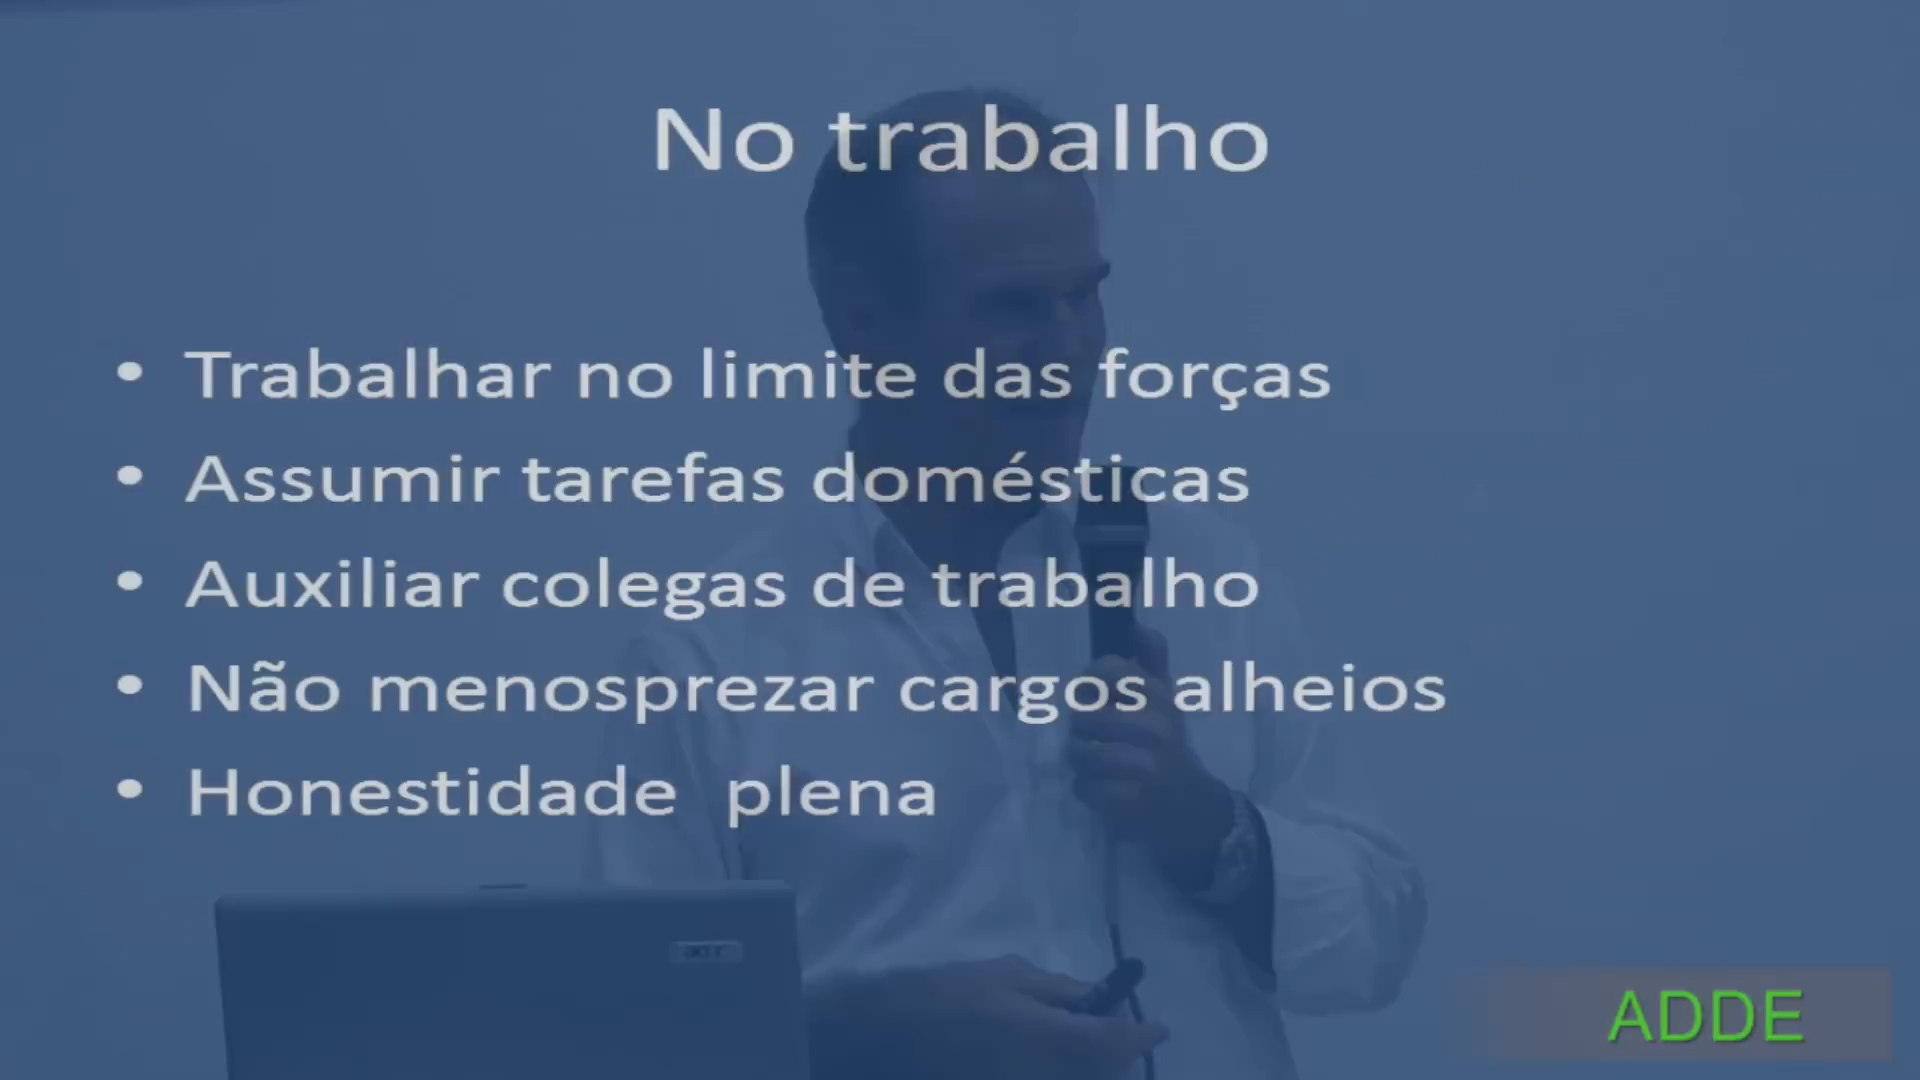 No trabalho
• Trabalhar no limite das forças
• Assumir tarefas domésticas
• Auxiliar colegas de trabalho
• Não menosprezar cargos alheios
• Honestidade plena
acer
ADDE